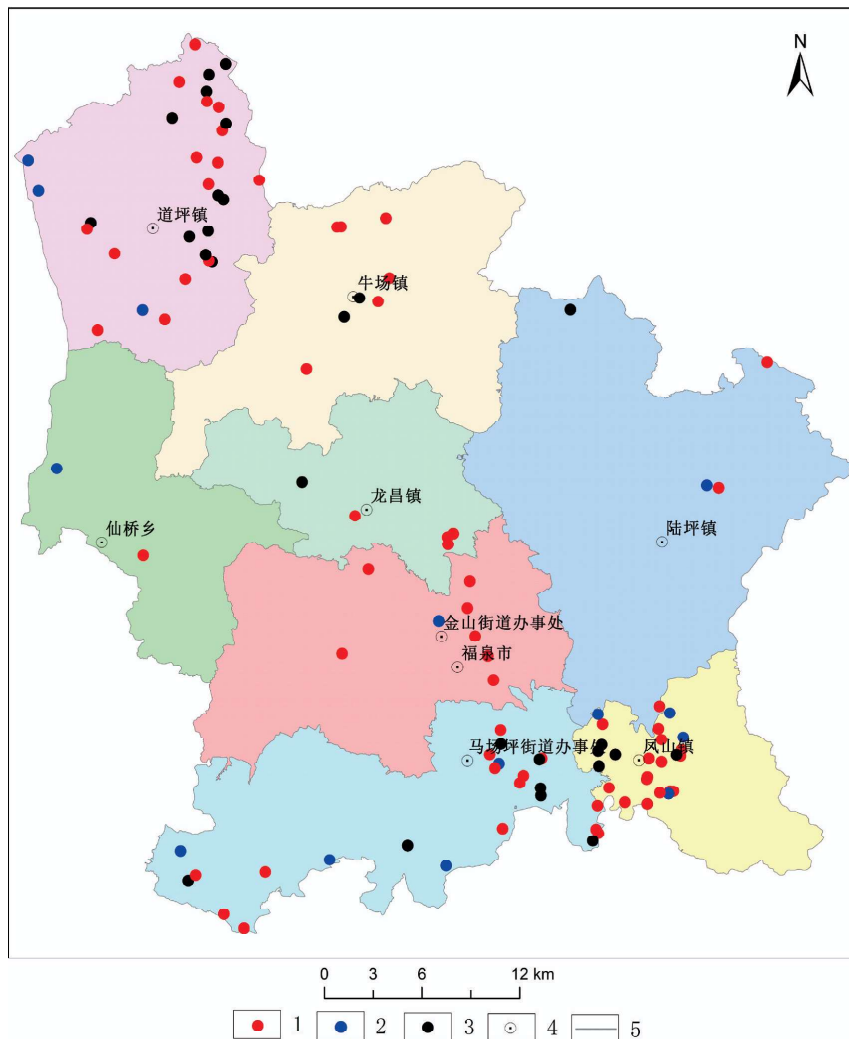 N
道坪镇
牛场镇
龙昌镇
仙桥乡
陆坪镇
金山街道办事处
福泉市
马场坪街道办事处
凤山镇
0 3 6 12 km
1 2 3 4 5